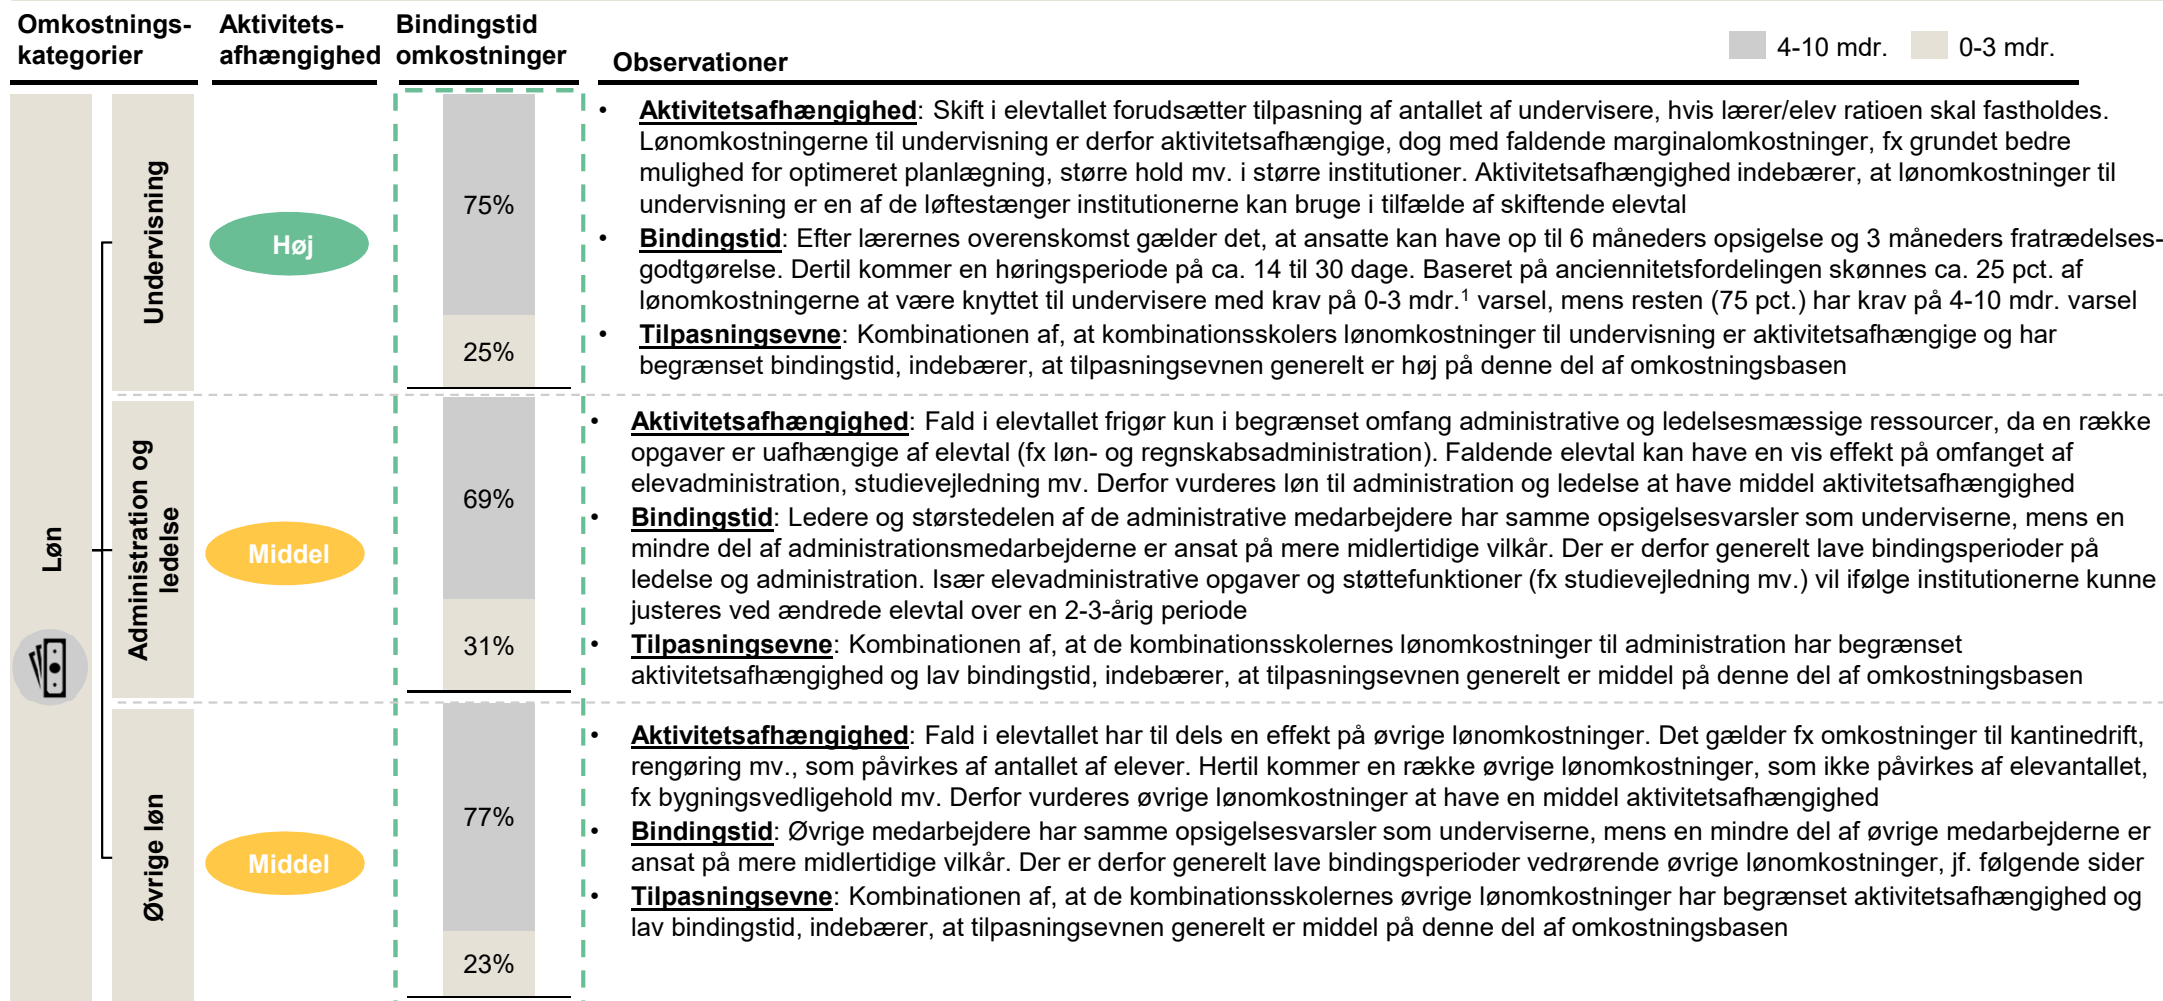 Omkostnings-
kategorier
Aktivitets-
afhængighed
Bindingstid
omkostninger
Observationer
4-10 mdr.
0-3 mdr.
Løn
Undervisning
Høj
75%
25%
• Aktivitetsafhængighed: Skift i elevtallet forudsætter tilpasning af antallet af undervisere, hvis lærer/elev ratioen skal fastholdes.
Lønomkostningerne til undervisning er derfor aktivitetsafhængige, dog med faldende marginalomkostninger, fx grundet bedre
mulighed for optimeret planlægning, større hold mv. i større institutioner. Aktivitetsafhængighed indebærer, at lønomkostninger til
undervisning er en af de løftestænger institutionerne kan bruge i tilfælde af skiftende elevtal
• Bindingstid: Efter lærernes overenskomst gælder det, at ansatte kan have op til 6 måneders opsigelse og 3 måneders fratrædelses-
godtgørelse. Dertil kommer en høringsperiode på ca. 14 til 30 dage. Baseret på anciennitetsfordelingen skønnes ca. 25 pct. af
lønomkostningerne at være knyttet til undervisere med krav på 0-3 mdr.¹ varsel, mens resten (75 pct.) har krav på 4-10 mdr. varsel
• Tilpasningsevne: Kombinationen af, at kombinationsskolers lønomkostninger til undervisning er aktivitetsafhængige og har
begrænset bindingstid, indebærer, at tilpasningsevnen generelt er høj på denne del af omkostningsbasen
Administration og
ledelse
Middel
69%
31%
• Aktivitetsafhængighed: Fald i elevtallet frigør kun i begrænset omfang administrative og ledelsesmæssige ressourcer, da en række
opgaver er uafhængige af elevtal (fx løn- og regnskabsadministration). Faldende elevtal kan have en vis effekt på omfanget af
elevadministration, studievejledning mv. Derfor vurderes løn til administration og ledelse at have middel aktivitetsafhængighed
• Bindingstid: Ledere og størstedelen af de administrative medarbejdere har samme opsigelsesvarsler som underviserne, mens en
mindre del af administrationsmedarbejderne er ansat på mere midlertidige vilkår. Der er derfor generelt lave bindingsperioder på
ledelse og administration. Især elevadministrative opgaver og støttefunktioner (fx studievejledning mv.) vil ifølge institutionerne kunne
justeres ved ændrede elevtal over en 2-3-årig periode
• Tilpasningsevne: Kombinationen af, at de kombinationsskolernes lønomkostninger til administration har begrænset
aktivitetsafhængighed og lav bindingstid, indebærer, at tilpasningsevnen generelt er middel på denne del af omkostningsbasen
Øvrige løn
Middel
77%
23%
• Aktivitetsafhængighed: Fald i elevtallet har til dels en effekt på øvrige lønomkostninger. Det gælder fx omkostninger til kantinedrift,
rengøring mv., som påvirkes af antallet af elever. Hertil kommer en række øvrige lønomkostninger, som ikke påvirkes af elevantallet,
fx bygningsvedligehold mv. Derfor vurderes øvrige lønomkostninger at have en middel aktivitetsafhængighed
• Bindingstid: Øvrige medarbejdere har samme opsigelsesvarsler som underviserne, mens en mindre del af øvrige medarbejderne er
ansat på mere midlertidige vilkår. Der er derfor generelt lave bindingsperioder vedrørende øvrige lønomkostninger, jf. følgende sider
• Tilpasningsevne: Kombinationen af, at de kombinationsskolernes øvrige lønomkostninger har begrænset aktivitetsafhængighed og
lav bindingstid, indebærer, at tilpasningsevnen generelt er middel på denne del af omkostningsbasen